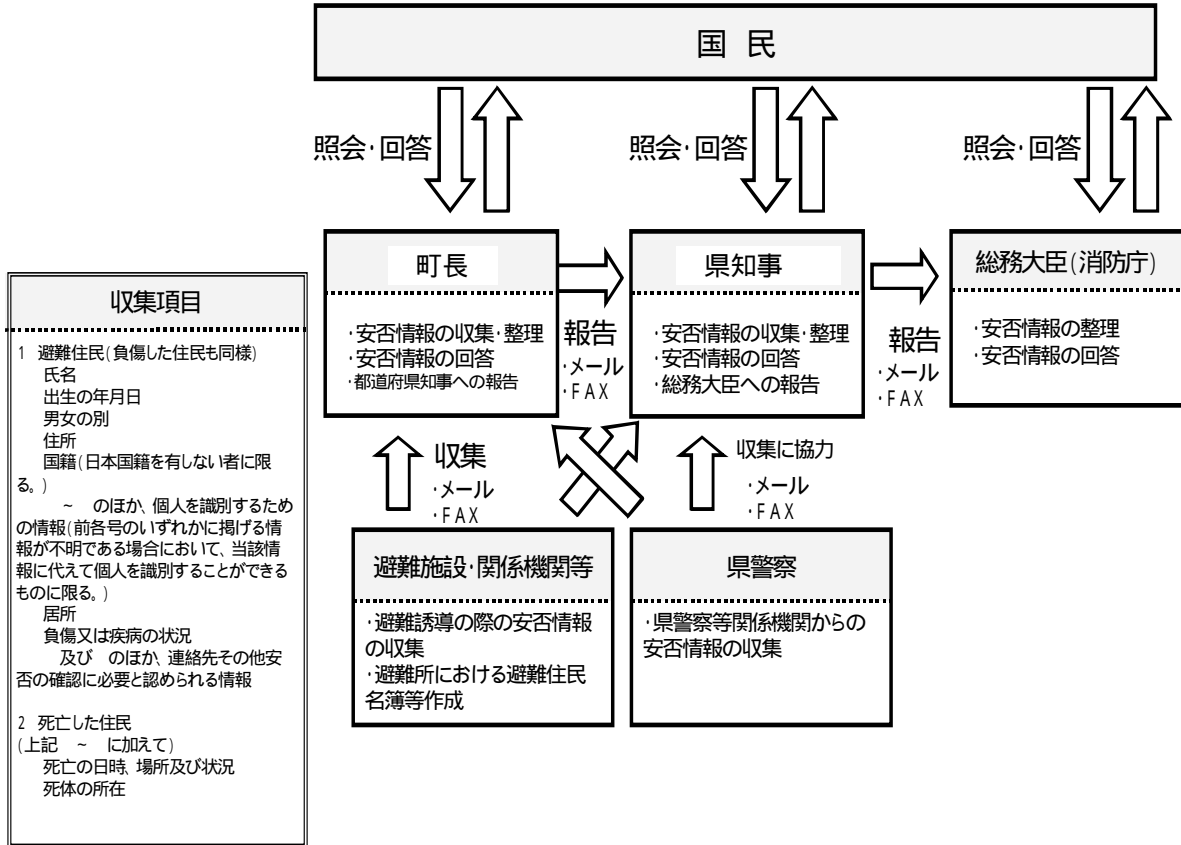 国 民
照会・回答
照会・回答
照会・回答
町長
・安否情報の収集・整理
・安否情報の回答
・都道府県知事への報告
報告
・メール
・FAX
県知事
・安否情報の収集・整理
・安否情報の回答
・総務大臣への報告
報告
・メール
・FAX
総務大臣(消防庁)
・安否情報の整理
・安否情報の回答
収集
・メール
・FAX
収集に協力
・メール
・FAX
避難施設・関係機関等
・避難誘導の際の安否情報
の収集
・避難所における避難住民
名簿等作成
県警察
・県警察等関係機関からの
安否情報の収集
収集項目
1 避難住民(負傷した住民も同様)
氏名
出生の年月日
男女の別
住所
国籍(日本国籍を有しない者に限
る。)
~ のほか、個人を識別するため
の情報(前各号のいずれかに掲げる情
報が不明である場合において、当該情
報に代えて個人を識別することができる
ものに限る。)
居所
負傷又は疾病の状況
及び のほか、連絡先その他安
否の確認に必要と認められる情報
2 死亡した住民
(上記 ~ に加えて)
死亡の日時、場所及び状況
死体の所在